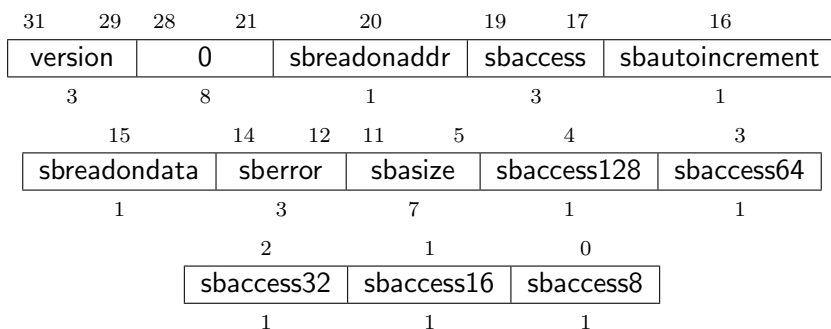 31 29 28 21 20 19 17 16
version 0 sbreadonaddr sbaccess sbautoincrement
3 8 1 3 1
15 14 12 11 5 4 3
sbreadondata sberror sbasize sbaccess128 sbaccess64
1 3 7 1 1
2 1 0
sbaccess32 sbaccess16 sbaccess8
1 1 1